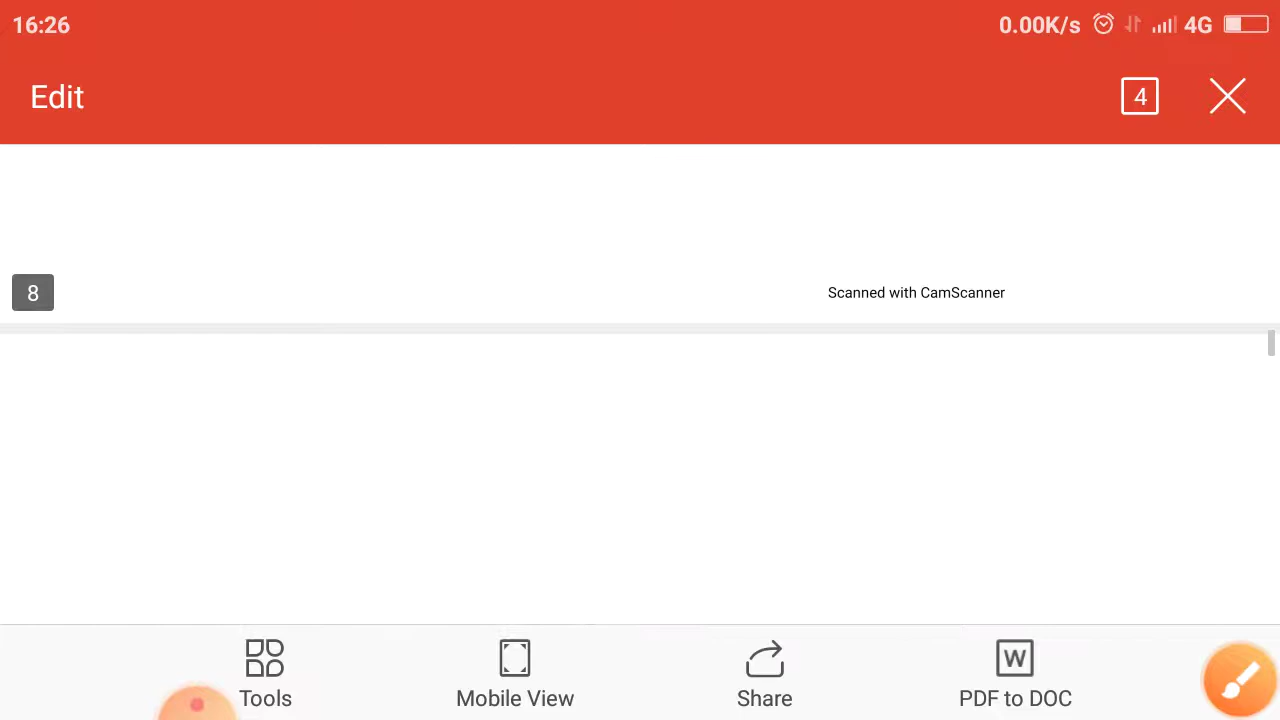 16:26 0.00K/s 4G
Edit 4
8 Scanned with CamScanner
Tools Mobile View Share W PDF to DOC